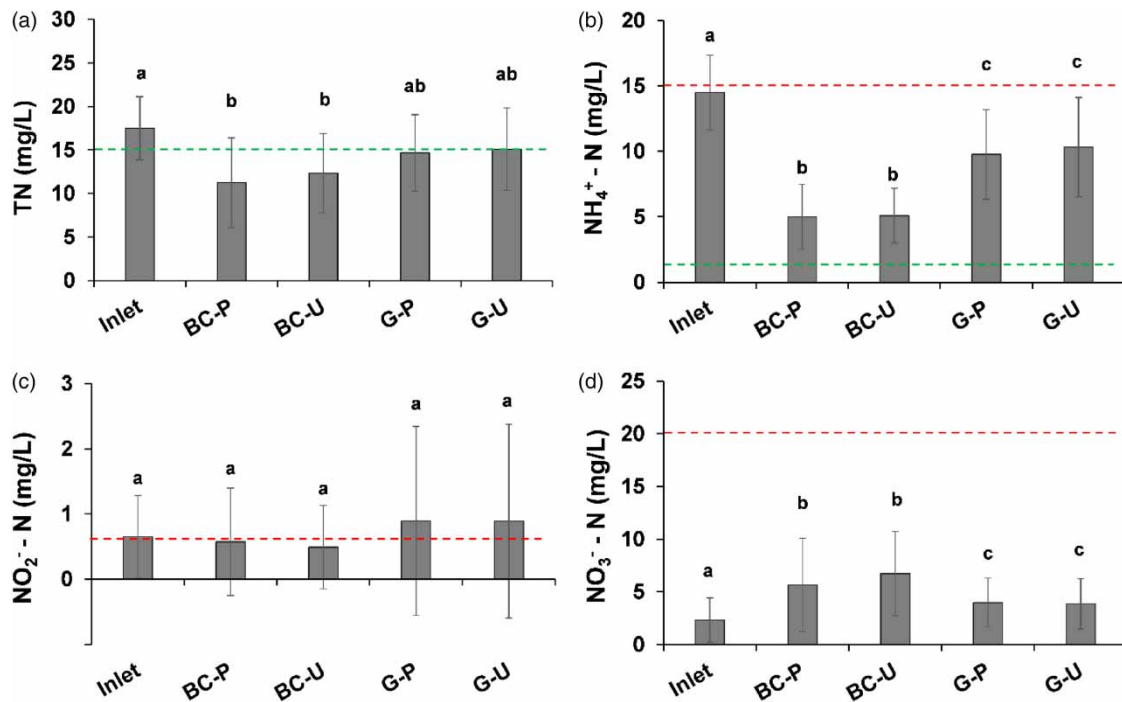 (a)
TN (mg/L)
30
25
20
15
10
5
0
a
b
b
ab
ab
Inlet
BC-P
BC-U
G-P
G-U
(b)
NH₄⁺ - N (mg/L)
20
15
10
5
0
a
b
b
c
c
Inlet
BC-P
BC-U
G-P
G-U
(c)
NO₂⁻ - N (mg/L)
3
2
1
0
a
a
a
a
a
Inlet
BC-P
BC-U
G-P
G-U
(d)
NO₃⁻ - N (mg/L)
25
20
15
10
5
0
a
b
b
c
c
Inlet
BC-P
BC-U
G-P
G-U